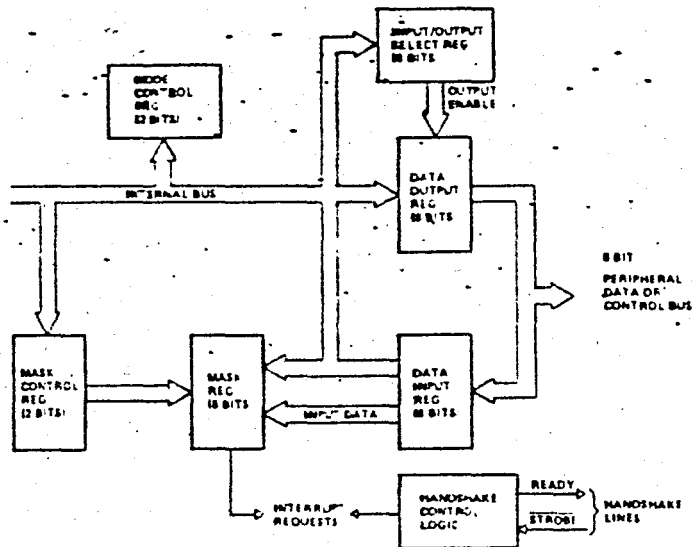 INPUT/OUTPUT
SELECT REG
(8 BITS)
MODE
CONTROL
REG
(2 BITS)
OUTPUT
ENABLE
INTERNAL BUS
DATA
OUTPUT
REG
(8 BITS)
8 BIT
PERIPHERAL
DATA OR
CONTROL BUS
MASK
CONTROL
REG
(2 BITS)
MASK
REG
(8 BITS
DATA
INPUT
REG
(8 BITS)
INPUT DATA
INTERRUPT
REQUESTS
HANDSHAKE
CONTROL
LOGIC
READY
STROBE
HANDSHAKE
LINES